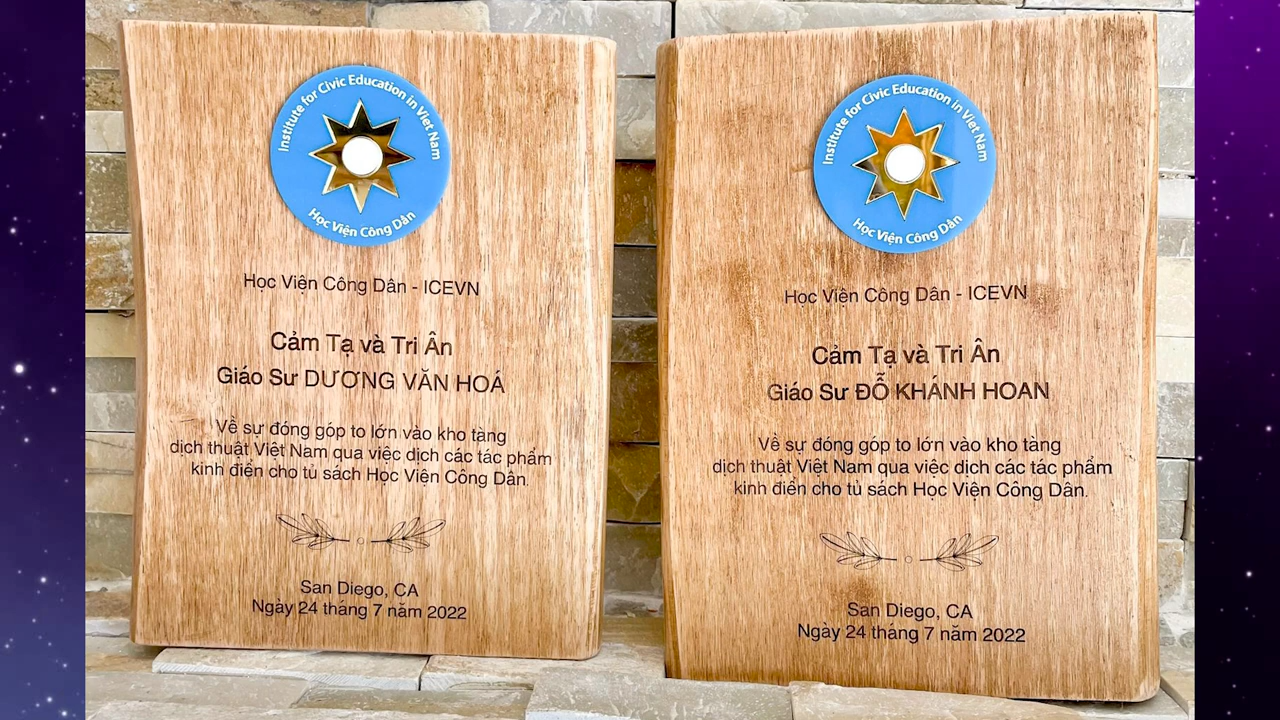 Institute for Civic Education in Viet Nam
Học Viện Công Dân
Học Viện Công Dân - ICEVN
Cảm Tạ và Tri Ân
Giáo Sư DƯƠNG VĂN HOÁ
Về sự đóng góp to lớn vào kho tàng
dịch thuật Việt Nam qua việc dịch các tác phẩm
kinh điển cho tủ sách Học Viện Công Dân.
San Diego, CA
Ngày 24 tháng 7 năm 2022
Institute for Civic Education in Viet Nam
Học Viện Công Dân
Học Viện Công Dân - ICEVN
Cảm Tạ và Tri Ân
Giáo Sư ĐỖ KHÁNH HOAN
Về sự đóng góp to lớn vào kho tàng
dịch thuật Việt Nam qua việc dịch các tác phẩm
kinh điển cho tủ sách Học Viện Công Dân.
San Diego, CA
Ngày 24 tháng 7 năm 2022